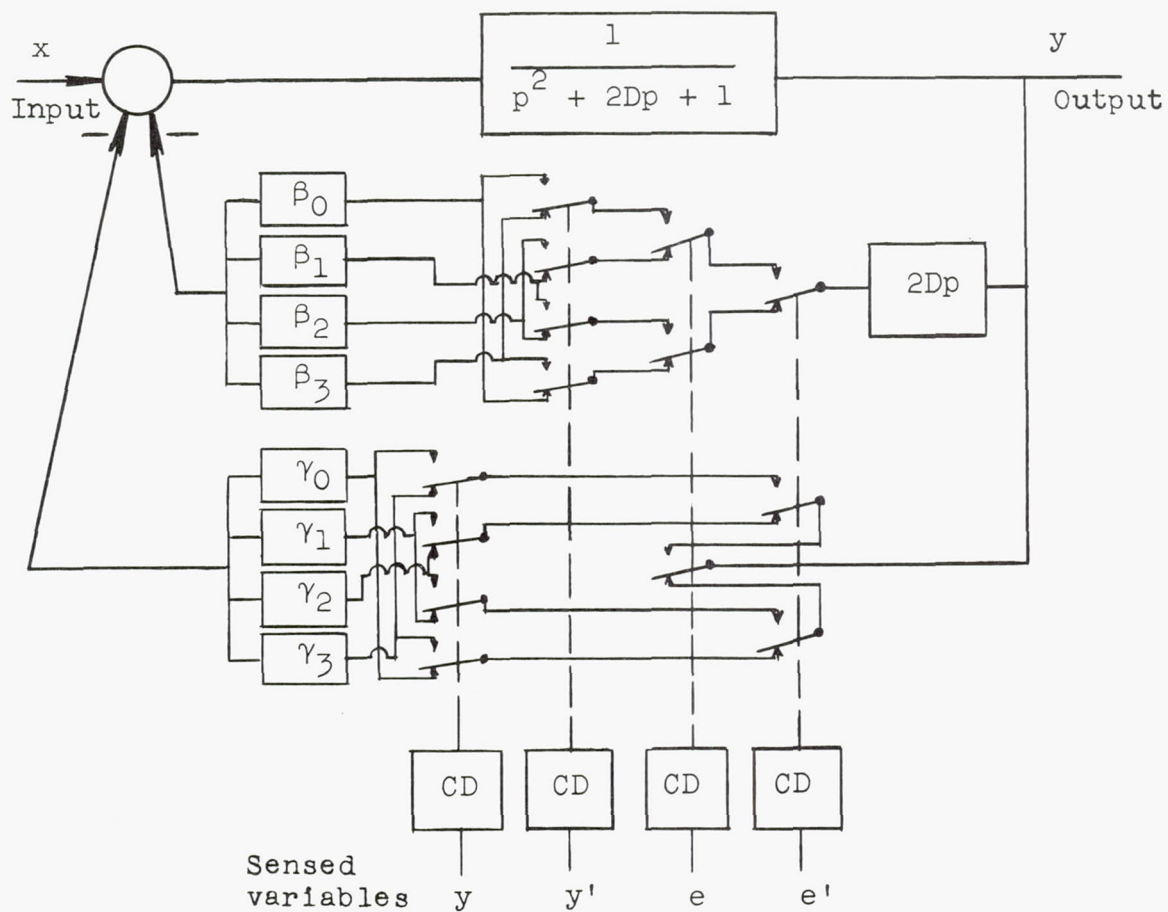 x
Input
1
p² + 2Dp + 1
y
Output
β₀
β₁
β₂
β₃
2Dp
γ₀
γ₁
γ₂
γ₃
CD
CD
CD
CD
Sensed
variables
y
y'
e
e'